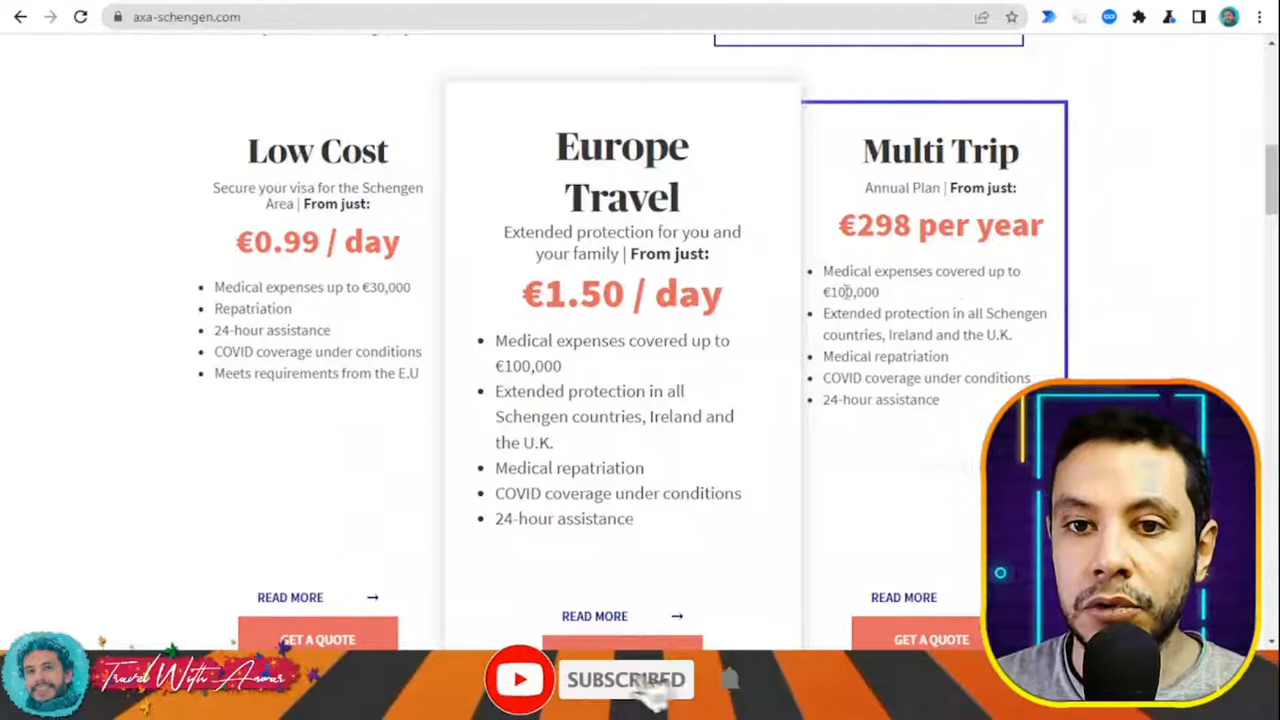 axa-schengen.com
Low Cost
Secure your visa for the Schengen
Area | From just:
€0.99 / day
Medical expenses up to €30,000
Repatriation
24-hour assistance
COVID coverage under conditions
Meets requirements from the E.U
READ MORE
GET A QUOTE
Europe
Travel
Extended protection for you and
your family | From just:
€1.50 / day
Medical expenses covered up to
€100,000
Extended protection in all
Schengen countries, Ireland and
the U.K.
Medical repatriation
COVID coverage under conditions
24-hour assistance
READ MORE
Multi Trip
Annual Plan | From just:
€298 per year
Medical expenses covered up to
€100,000
Extended protection in all Schengen
countries, Ireland and the U.K.
Medical repatriation
COVID coverage under conditions
24-hour assistance
READ MORE
GET A QUOTE
Travel With Anwar
SUBSCRIBED